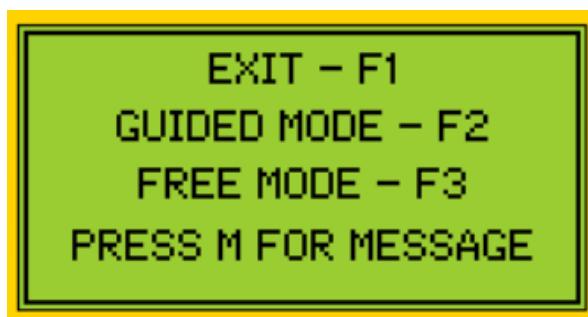 EXIT – F1
GUIDED MODE – F2
FREE MODE – F3
PRESS M FOR MESSAGE